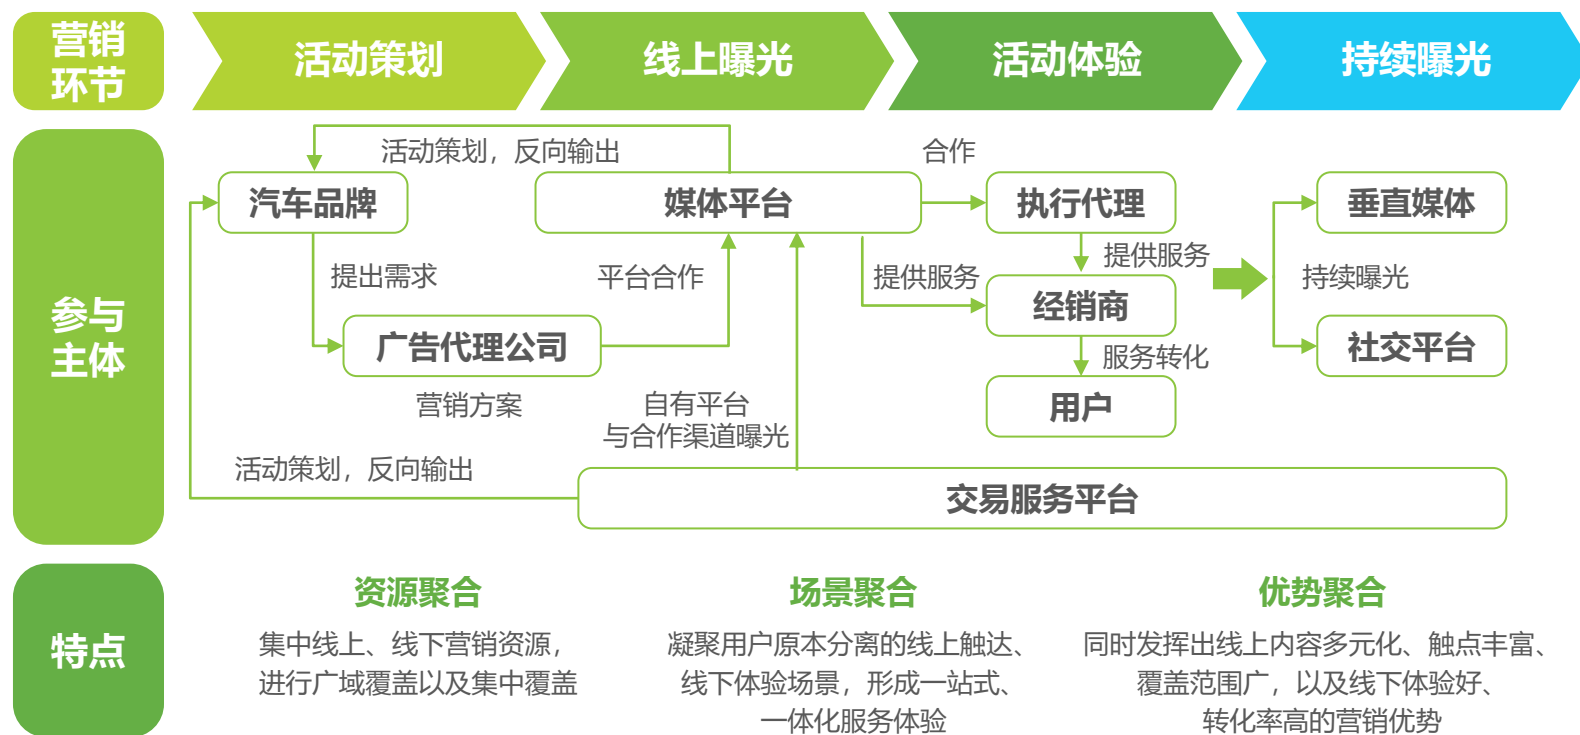 营销
环节
活动策划
线上曝光
活动体验
持续曝光
参与
主体
活动策划，反向输出
合作
汽车品牌
媒体平台
执行代理
垂直媒体
提出需求
平台合作
提供服务
提供服务
持续曝光
经销商
广告代理公司
社交平台
服务转化
营销方案
自有平台
与合作渠道曝光
用户
活动策划，反向输出
交易服务平台
特点
资源聚合
集中线上、线下营销资源，
进行广域覆盖以及集中覆盖
场景聚合
凝聚用户原本分离的线上触达、
线下体验场景，形成一站式、
一体化服务体验
优势聚合
同时发挥出线上内容多元化、触点丰富、
覆盖范围广，以及线下体验好、
转化率高的营销优势